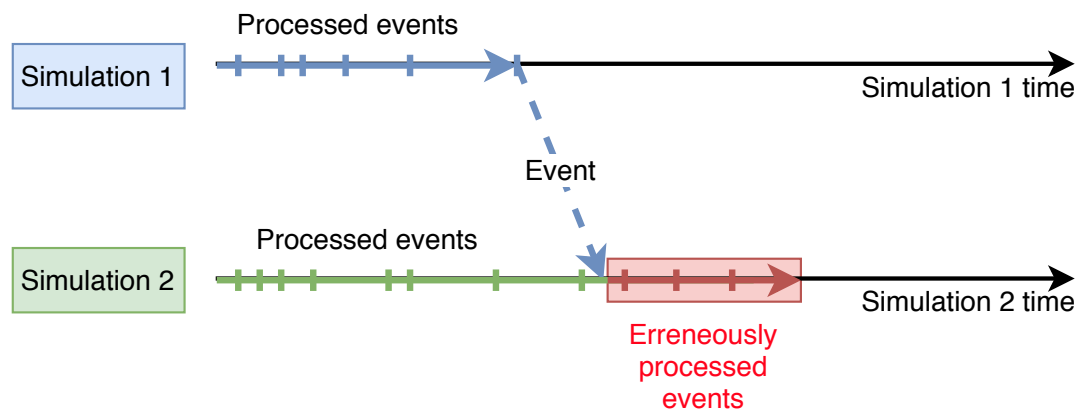 Processed events
Simulation 1
Simulation 1 time
Event
Processed events
Simulation 2
Simulation 2 time
Erreneously
processed
events